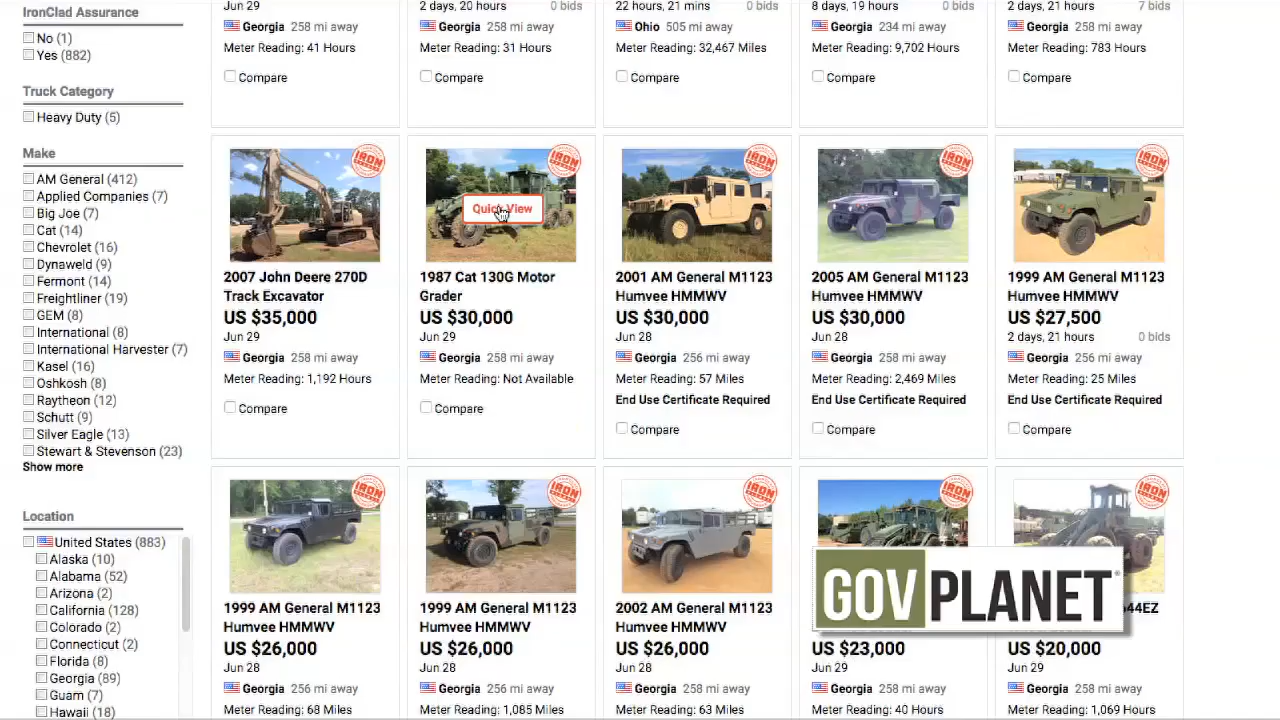 IronClad Assurance
No (1)
Yes (882)
Truck Category
Heavy Duty (5)
Make
AM General (412)
Applied Companies (7)
Big Joe (7)
Cat (14)
Chevrolet (16)
Dynaweld (9)
Fermont (14)
Freightliner (19)
GEM (8)
International (8)
International Harvester (7)
Kasel (16)
Oshkosh (8)
Raytheon (12)
Schutt (9)
Silver Eagle (13)
Stewart & Stevenson (23)
Show more
Location
United States (883)
Alaska (10)
Alabama (52)
Arizona (2)
California (128)
Colorado (2)
Connecticut (2)
Florida (8)
Georgia (89)
Guam (7)
Hawaii (18)
Jun 29
Georgia 258 mi away
Meter Reading: 41 Hours
Compare
2 days, 20 hours 0 bids
Georgia 258 mi away
Meter Reading: 31 Hours
Compare
22 hours, 21 mins 0 bids
Ohio 505 mi away
Meter Reading: 32,467 Miles
Compare
8 days, 19 hours 0 bids
Georgia 234 mi away
Meter Reading: 9,702 Hours
Compare
2 days, 21 hours 7 bids
Georgia 258 mi away
Meter Reading: 783 Hours
Compare
IRON
2007 John Deere 270D
Track Excavator
US $35,000
Jun 29
Georgia 258 mi away
Meter Reading: 1,192 Hours
Compare
IRON
Quick View
1987 Cat 130G Motor
Grader
US $30,000
Jun 29
Georgia 258 mi away
Meter Reading: Not Available
Compare
IRON
2001 AM General M1123
Humvee HMMWV
US $30,000
Jun 28
Georgia 256 mi away
Meter Reading: 57 Miles
End Use Certificate Required
Compare
IRON
2005 AM General M1123
Humvee HMMWV
US $30,000
Jun 28
Georgia 256 mi away
Meter Reading: 2,469 Miles
End Use Certificate Required
Compare
IRON
1999 AM General M1123
Humvee HMMWV
US $27,500
2 days, 21 hours 0 bids
Georgia 256 mi away
Meter Reading: 25 Miles
End Use Certificate Required
Compare
IRON
1999 AM General M1123
Humvee HMMWV
US $26,000
Jun 28
Georgia 256 mi away
Meter Reading: 68 Miles
IRON
1999 AM General M1123
Humvee HMMWV
US $26,000
Jun 28
Georgia 256 mi away
Meter Reading: 1,085 Miles
IRON
2002 AM General M1123
Humvee HMMWV
US $26,000
Jun 28
Georgia 258 mi away
Meter Reading: 63 Miles
IRON
US $23,000
Jun 29
Georgia 258 mi away
Meter Reading: 40 Hours
IRON
644EZ
US $20,000
Jun 29
Georgia 258 mi away
Meter Reading: 1,069 Hours
GOVPLANET